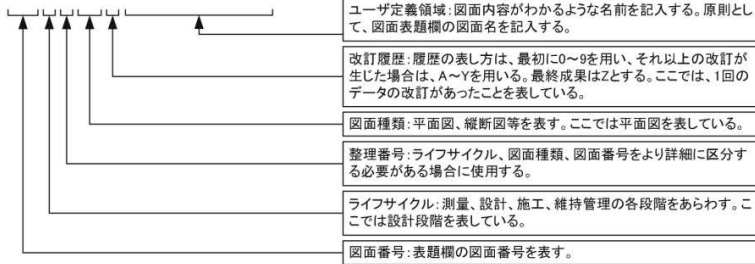 ユーザ定義領域:図面内容がわかるような名前を記入する。原則とし
て、図面表題欄の図面名を記入する。
改訂履歴:履歴の表し方は、最初に0～9を用い、それ以上の改訂が
生じた場合は、A～Yを用いる。最終成果はZとする。ここでは、1回の
データの改訂があったことを表している。
図面種類:平面図、縦断図等を表す。ここでは平面図を表している。
整理番号:ライフサイクル、図面種類、図面番号をより詳細に区分す
る必要がある場合に使用する。
ライフサイクル:測量、設計、施工、維持管理の各段階をあらわす。こ
こでは設計段階を表している。
図面番号:表題欄の図面番号を表す。